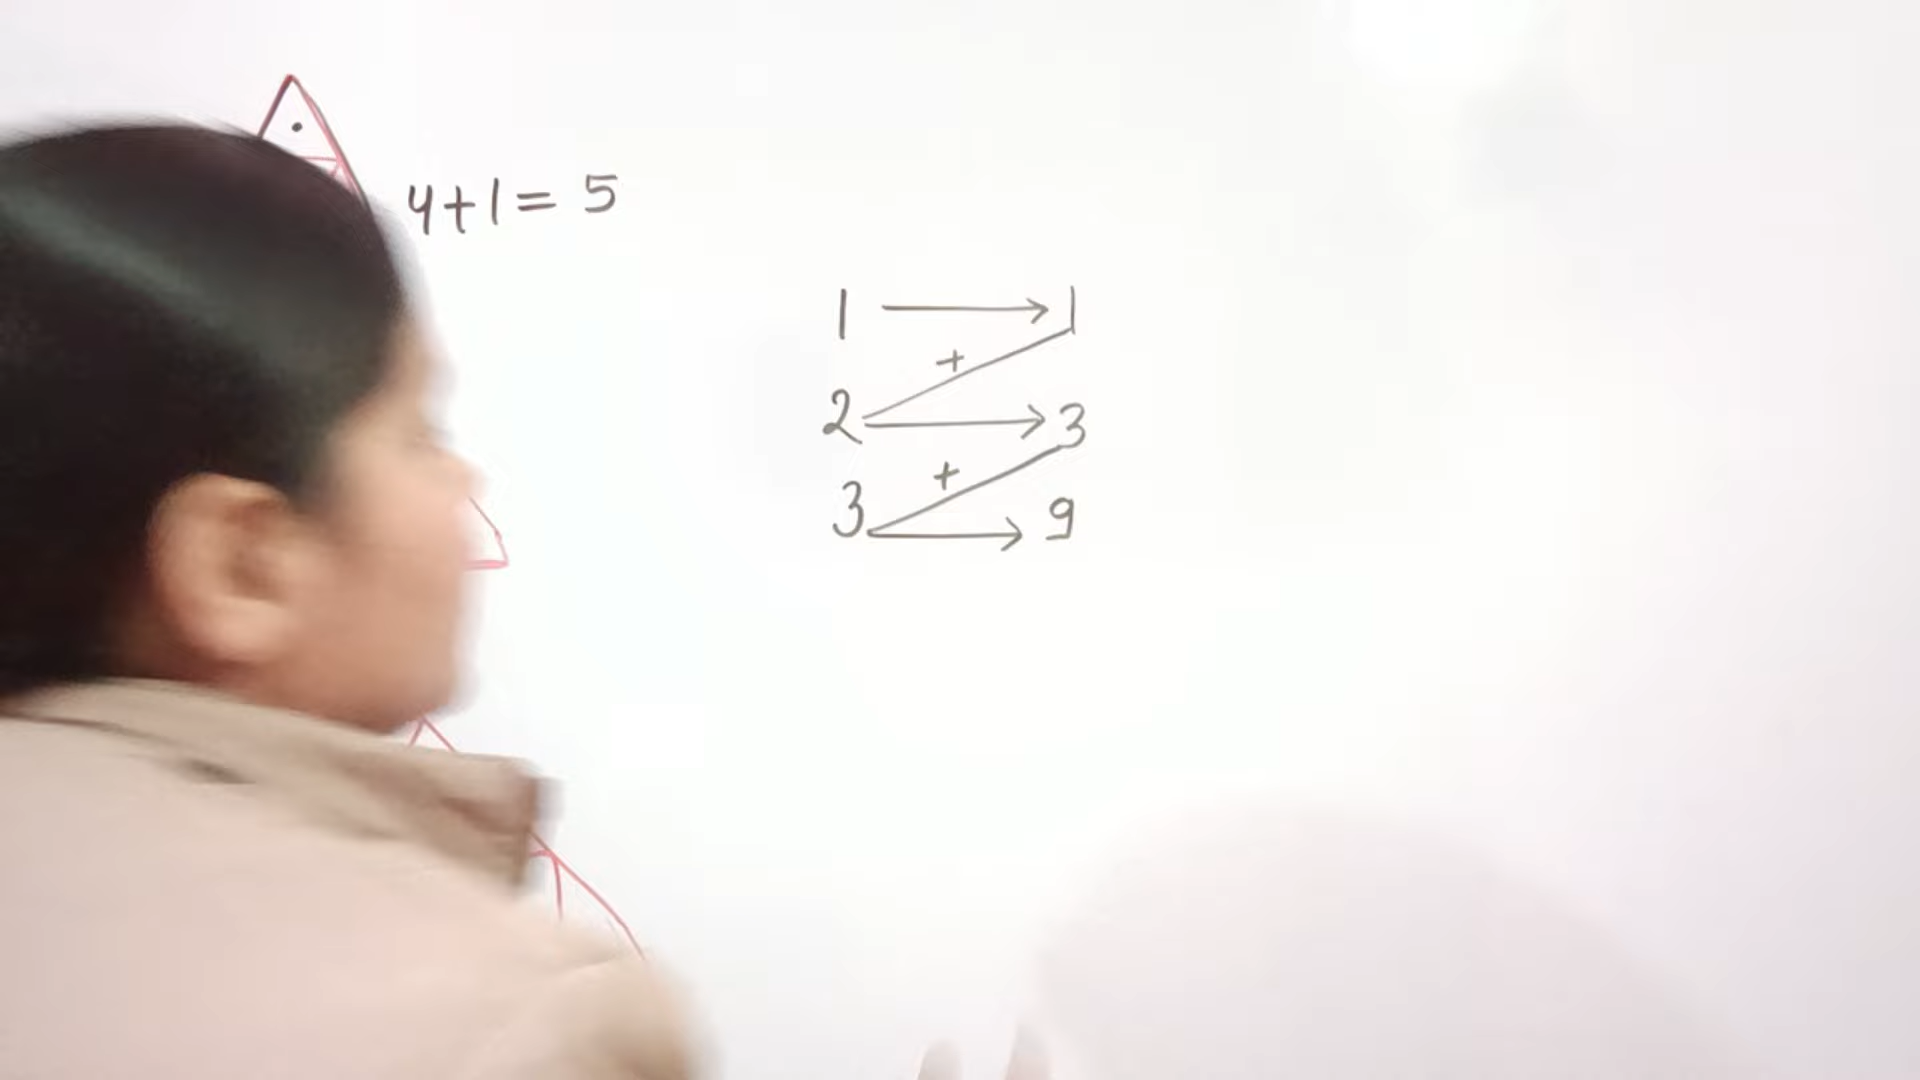 4+1= 5
1 → 1
+
2 → 3
+
3 → 9